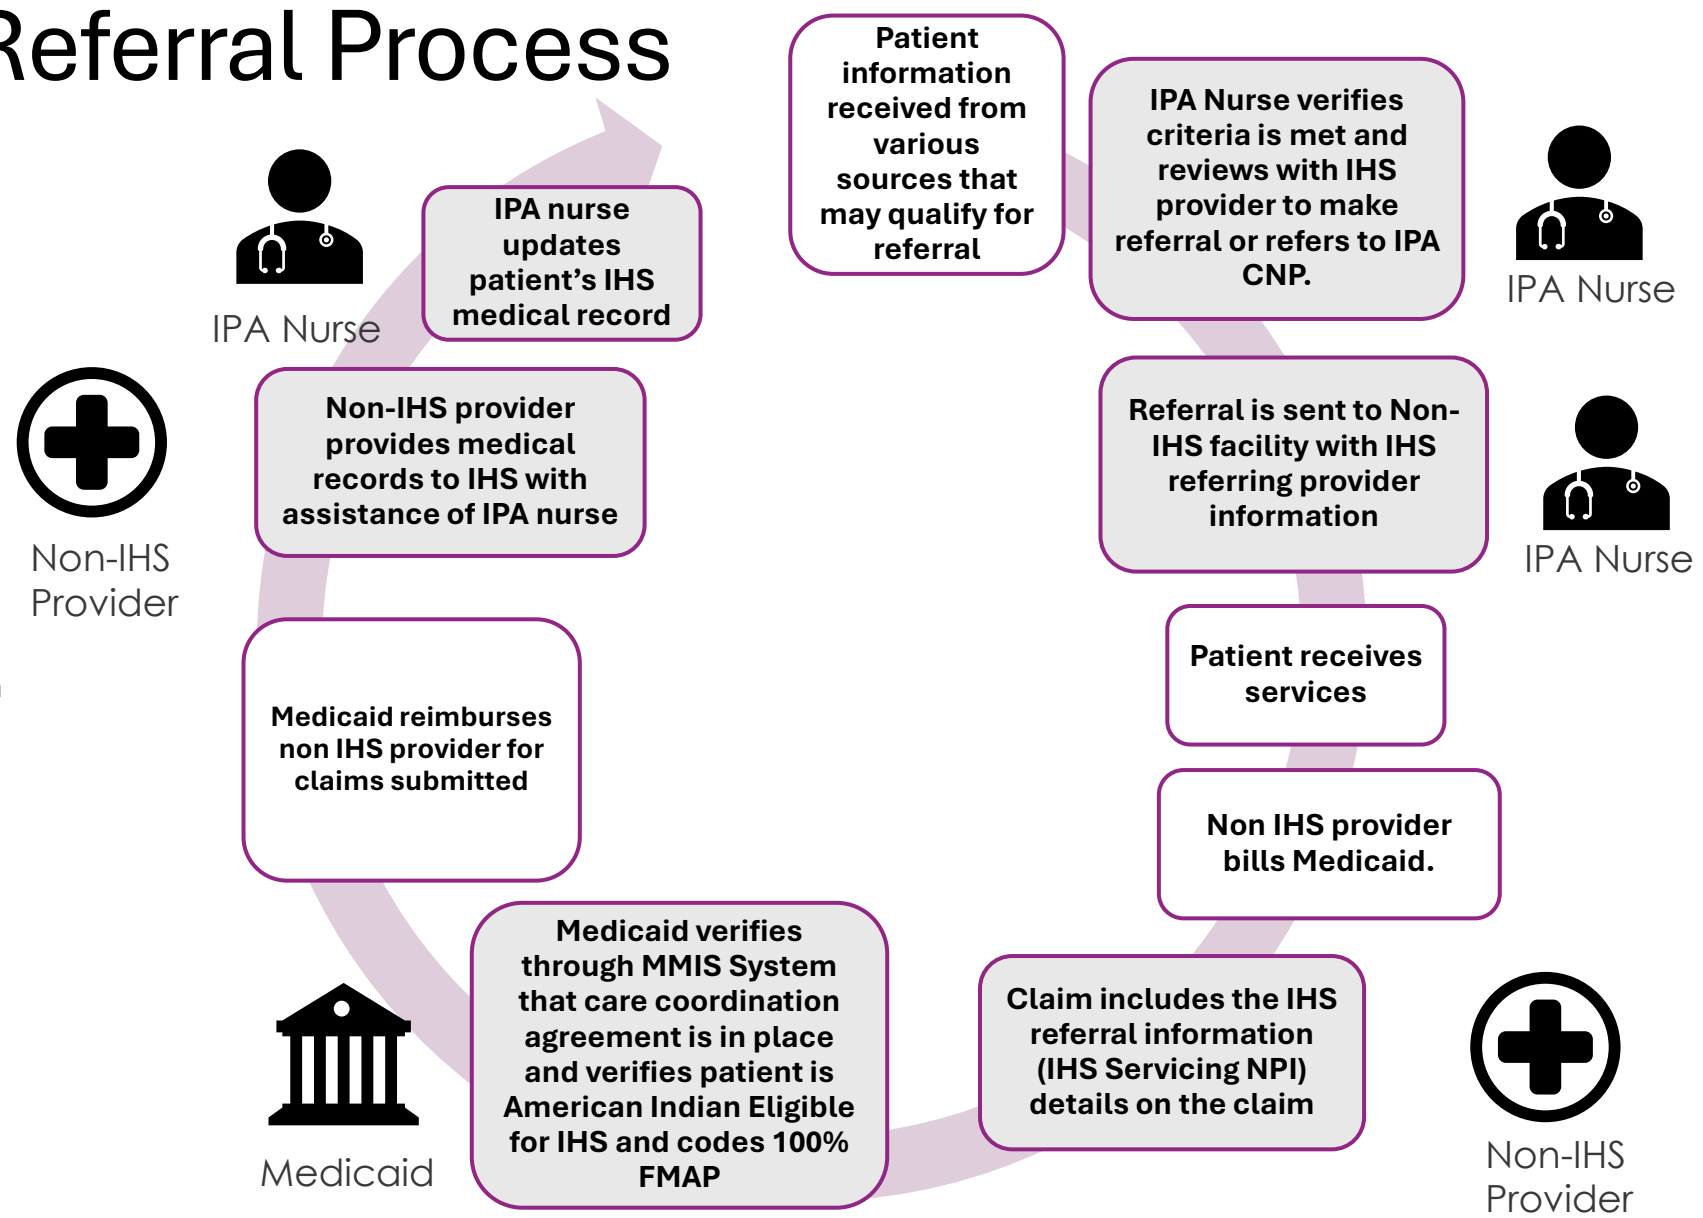 Referral Process
Patient
information
received from
various
sources that
may qualify for
referral
IPA Nurse verifies
criteria is met and
reviews with IHS
provider to make
referral or refers to IPA
CNP.
IPA Nurse
Referral is sent to Non-
IHS facility with IHS
referring provider
information
IPA Nurse
Patient receives
services
Non IHS provider
bills Medicaid.
Claim includes the IHS
referral information
(IHS Servicing NPI)
details on the claim
Non-IHS
Provider
Medicaid verifies
through MMIS System
that care coordination
agreement is in place
and verifies patient is
American Indian Eligible
for IHS and codes 100%
FMAP
Medicaid
Medicaid reimburses
non IHS provider for
claims submitted
Non-IHS provider
provides medical
records to IHS with
assistance of IPA nurse
Non-IHS
Provider
IPA nurse
updates
patient’s IHS
medical record
IPA Nurse